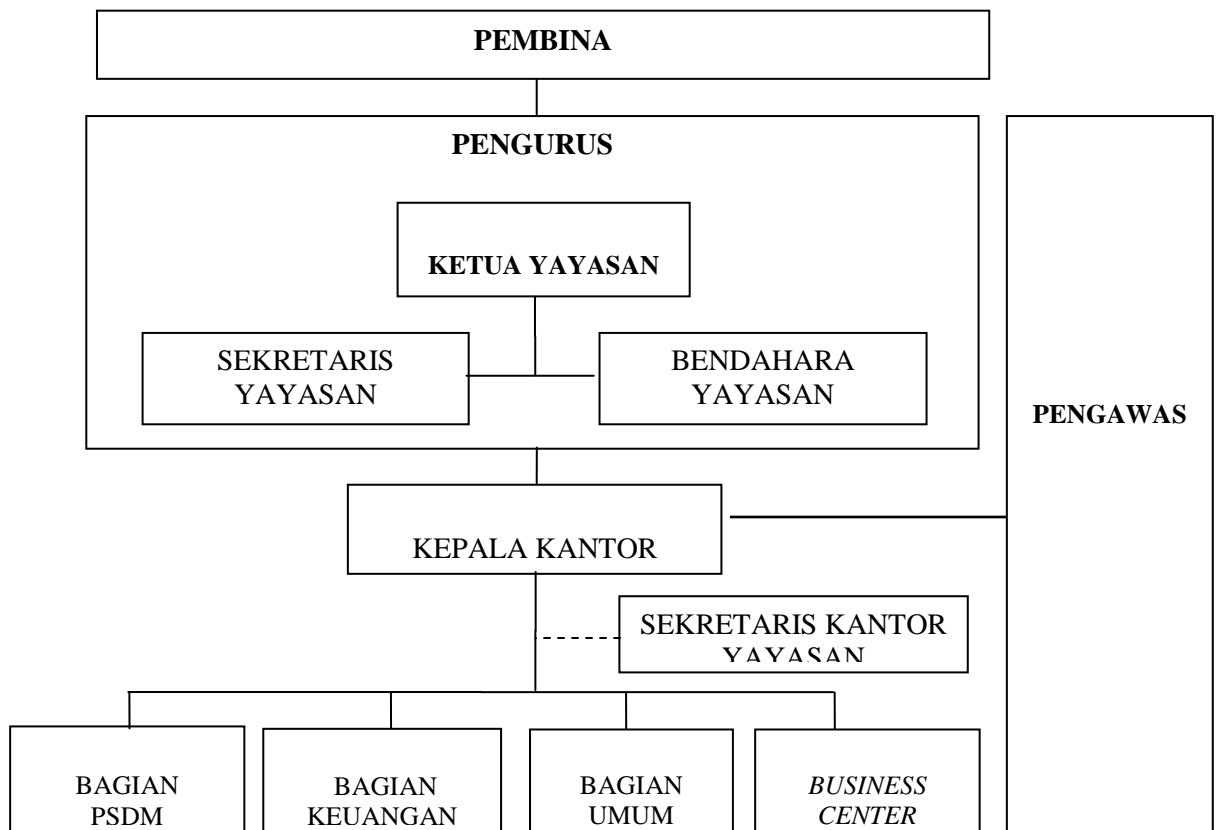 PEMBINA
PENGURUS
KETUA YAYASAN
SEKRETARIS
YAYASAN
BENDAHARA
YAYASAN
PENGAWAS
KEPALA KANTOR
SEKRETARIS KANTOR
YAYASAN
BAGIAN
PSDM
BAGIAN
KEUANGAN
BAGIAN
UMUM
BUSINESS
CENTER